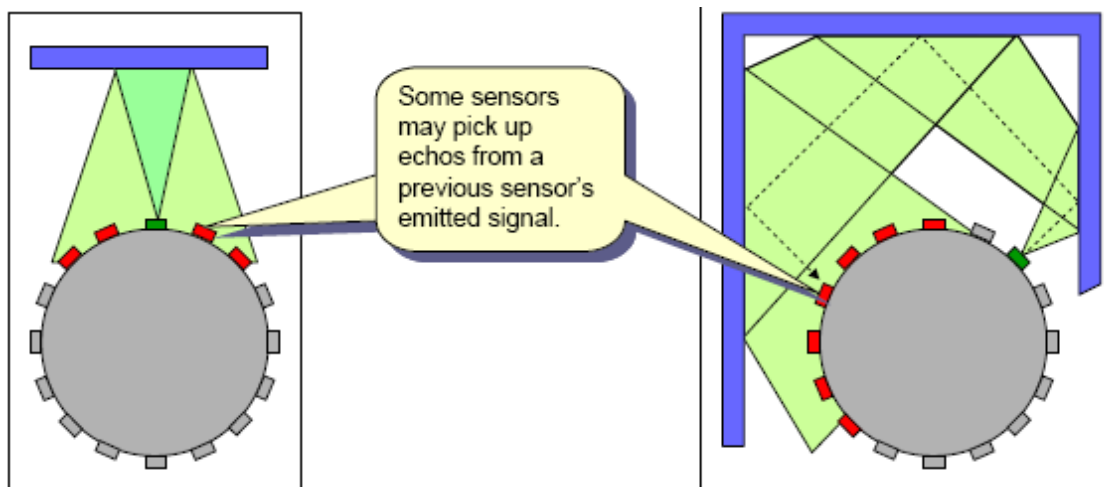 Some sensors
may pick up
echos from a
previous sensor's
emitted signal.